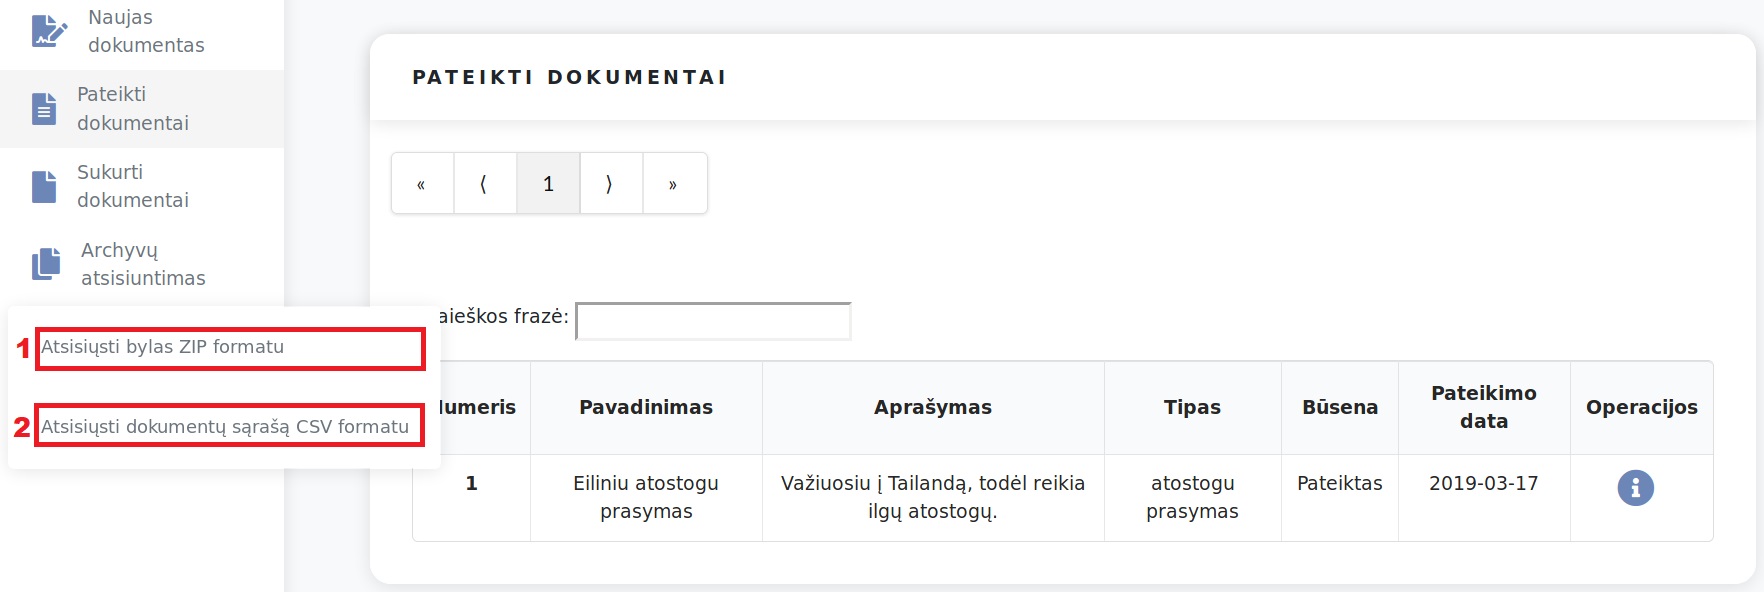 Naujas
dokumentas
Pateikti
dokumentai
Sukurti
dokumentai
Archyvų
atsisiuntimas
1 Atsisiųsti bylas ZIP formatu
2 Atsisiųsti dokumentų sąrašą CSV formatu
PATEIKTI DOKUMENTAI
« ⟨ 1 ⟩ »
aieškos frazė:
umeris Pavadinimas Aprašymas Tipas Būsena Pateikimo data Operacijos
1 Eiliniu atostogu prasymas Važiuosiu į Tailandą, todėl reikia ilgų atostogų. atostogu prasymas Pateiktas 2019-03-17